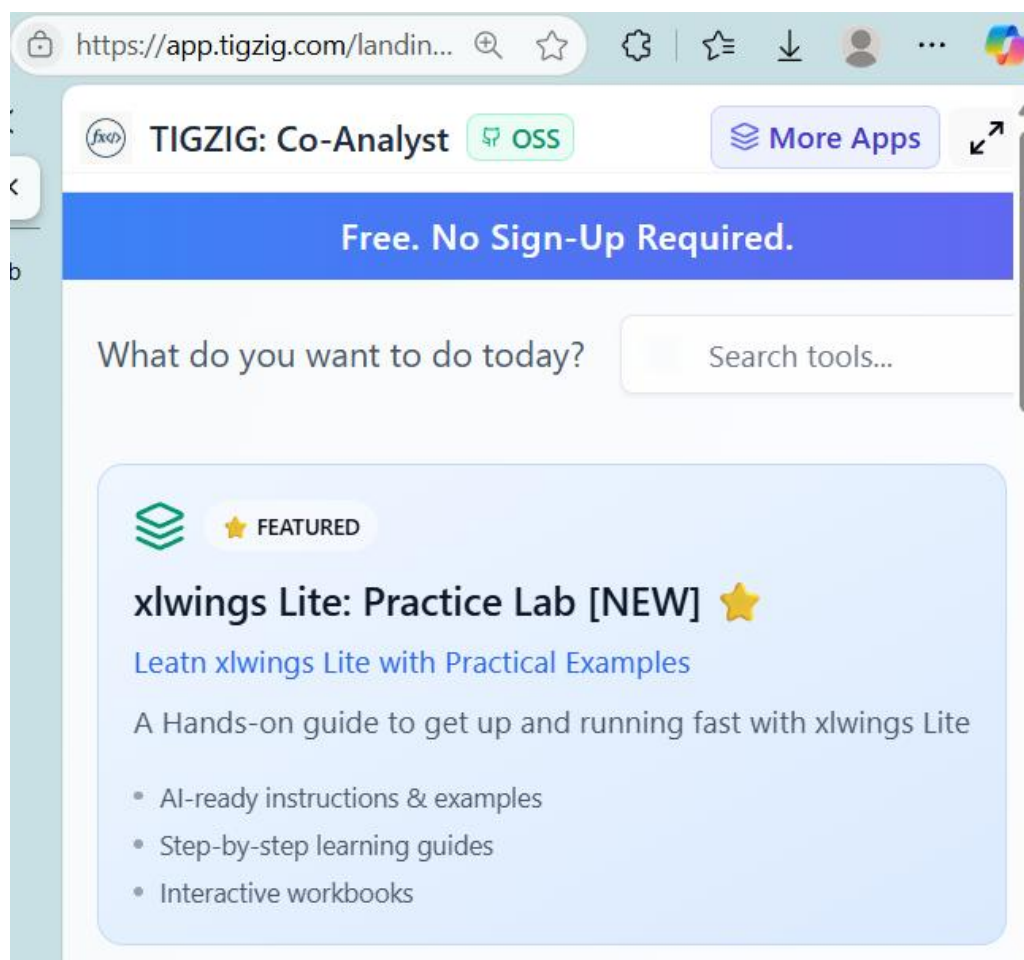 https://app.tigzig.com/landin...
TIGZIG: Co-Analyst OSS More Apps
b
Free. No Sign-Up Required.
What do you want to do today? Search tools...
FEATURED
xlwings Lite: Practice Lab [NEW]
Leatn xlwings Lite with Practical Examples
A Hands-on guide to get up and running fast with xlwings Lite
• AI-ready instructions & examples
• Step-by-step learning guides
• Interactive workbooks